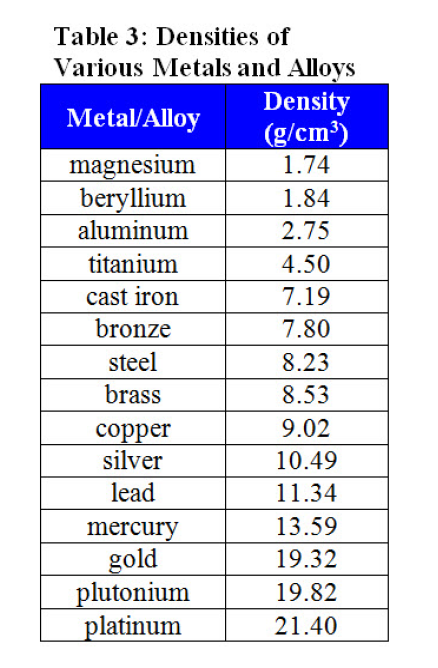 Table 3: Densities of
Various Metals and Alloys
Metal/Alloy Density
(g/cm³)
magnesium 1.74
beryllium 1.84
aluminum 2.75
titanium 4.50
cast iron 7.19
bronze 7.80
steel 8.23
brass 8.53
copper 9.02
silver 10.49
lead 11.34
mercury 13.59
gold 19.32
plutonium 19.82
platinum 21.40